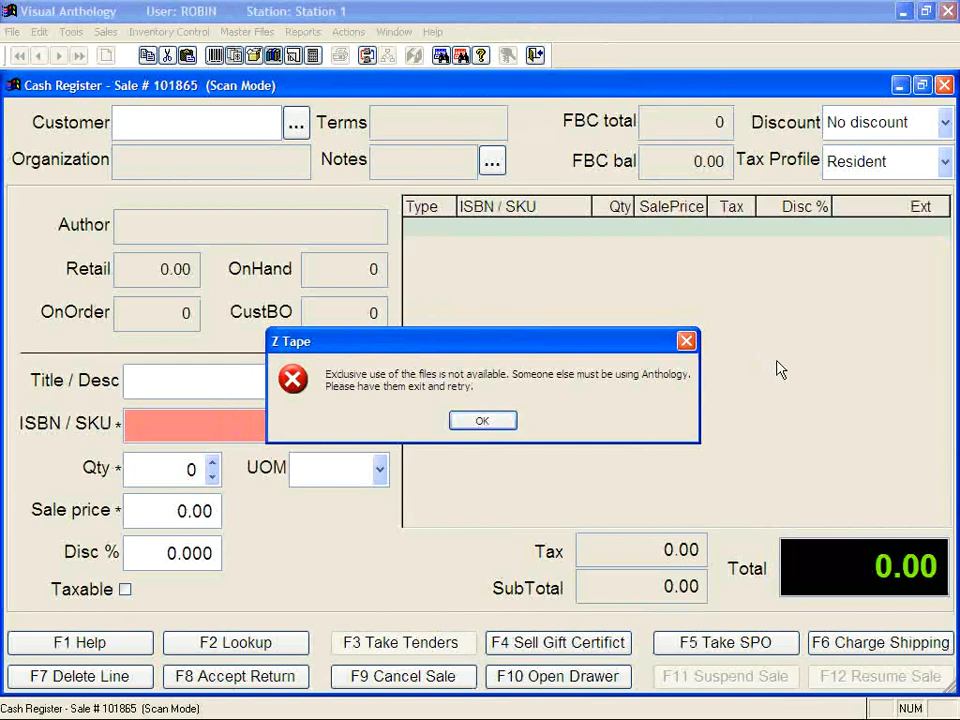 Visual Anthology User: ROBIN Station: Station 1
File Edit Tools Sales Inventory Control Master Files Reports Actions Window Help
Cash Register - Sale # 101865 (Scan Mode)
Customer ... Terms FBC total 0 Discount No discount
Organization Notes ... FBC bal 0.00 Tax Profile Resident
Type ISBN / SKU Qty SalePrice Tax Disc % Ext
Author
Retail 0.00 OnHand 0
OnOrder 0 CustBO 0
Z Tape
Exclusive use of the files is not available. Someone else must be using Anthology.
Please have them exit and retry.
OK
Title / Desc
ISBN / SKU *
Qty * 0 UOM
Sale price * 0.00
Disc % 0.000
Taxable
Tax 0.00
SubTotal 0.00
Total 0.00
F1 Help F2 Lookup F3 Take Tenders F4 Sell Gift Certifict F5 Take SPO F6 Charge Shipping
F7 Delete Line F8 Accept Return F9 Cancel Sale F10 Open Drawer F11 Suspend Sale F12 Resume Sale
Cash Register - Sale # 101865 (Scan Mode) NUM